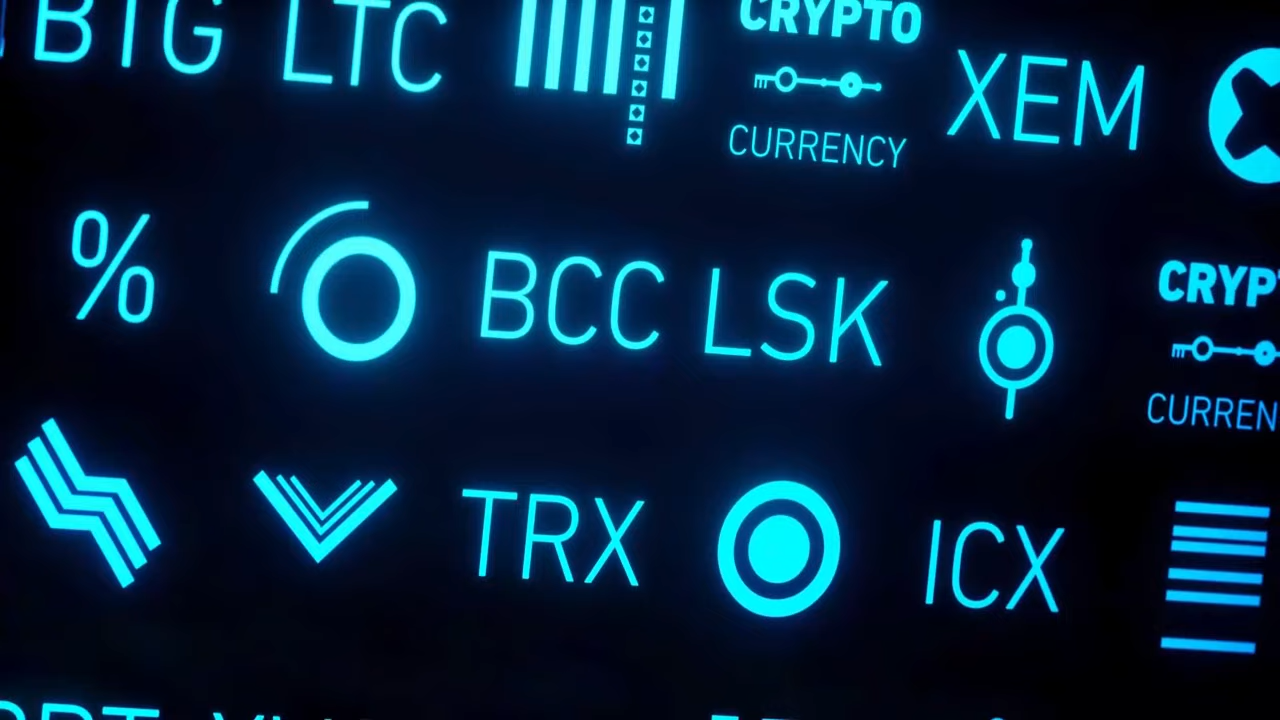 BTG LTC
CRYPTO
CURRENCY
XEM
%
BCC LSK
CRYP
CURREN
TRX
ICX